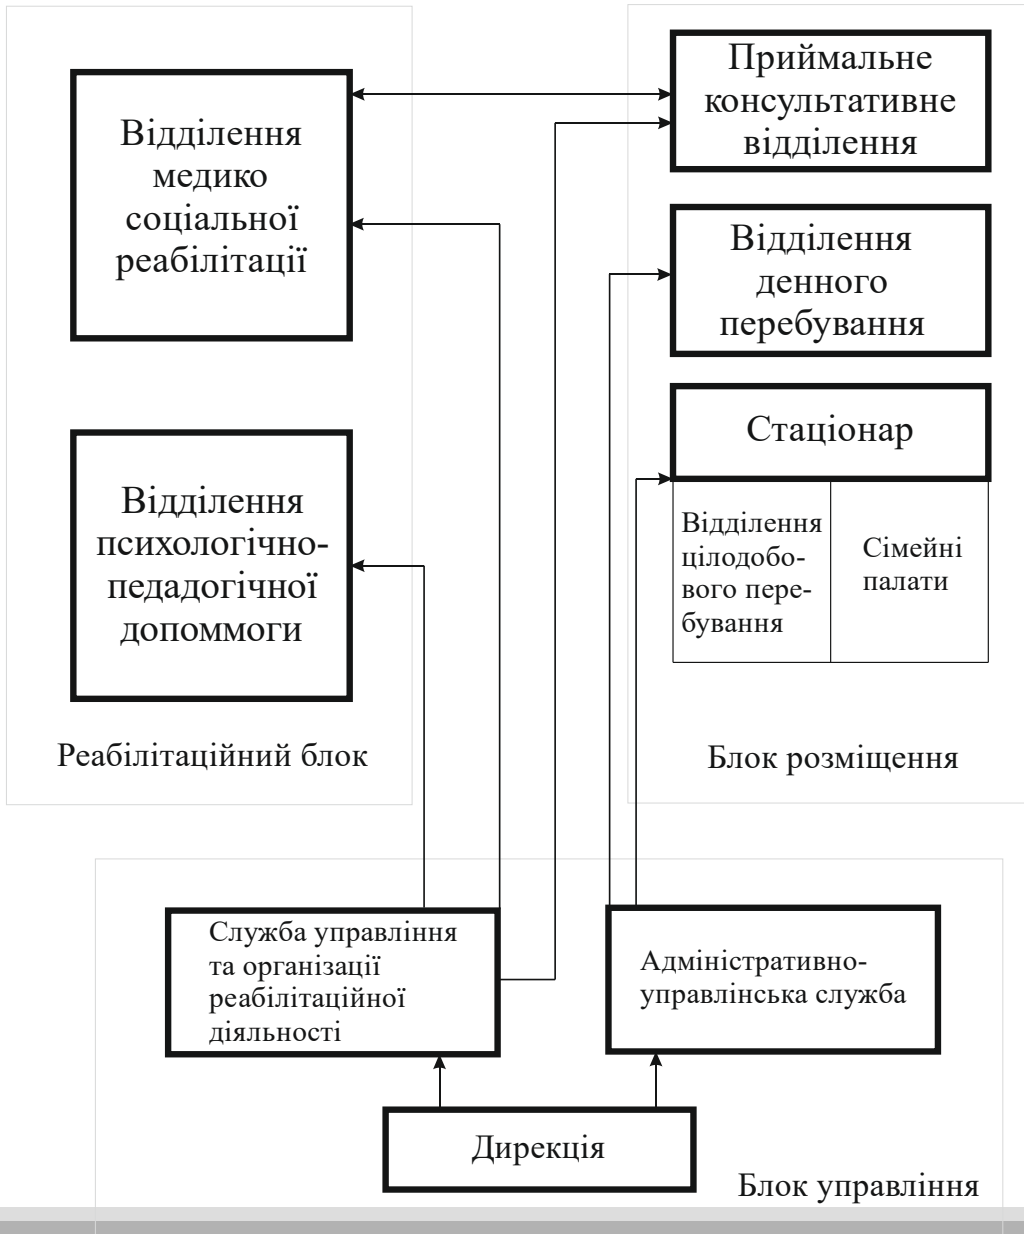 Відділення
медико
соціальної
реабілітації
Відділення
психологічно-
педадогічної
допоммоги
Реабілітаційний блок
Приймальне
консультативне
відділення
Відділення
денного
перебування
Стаціонар
Відділення
цілодобо-
вого пере-
бування
Сімейні
палати
Блок розміщення
Служба управління
та організації
реабілітаційної
діяльності
Адміністративно-
управлінська служба
Дирекція
Блок управління